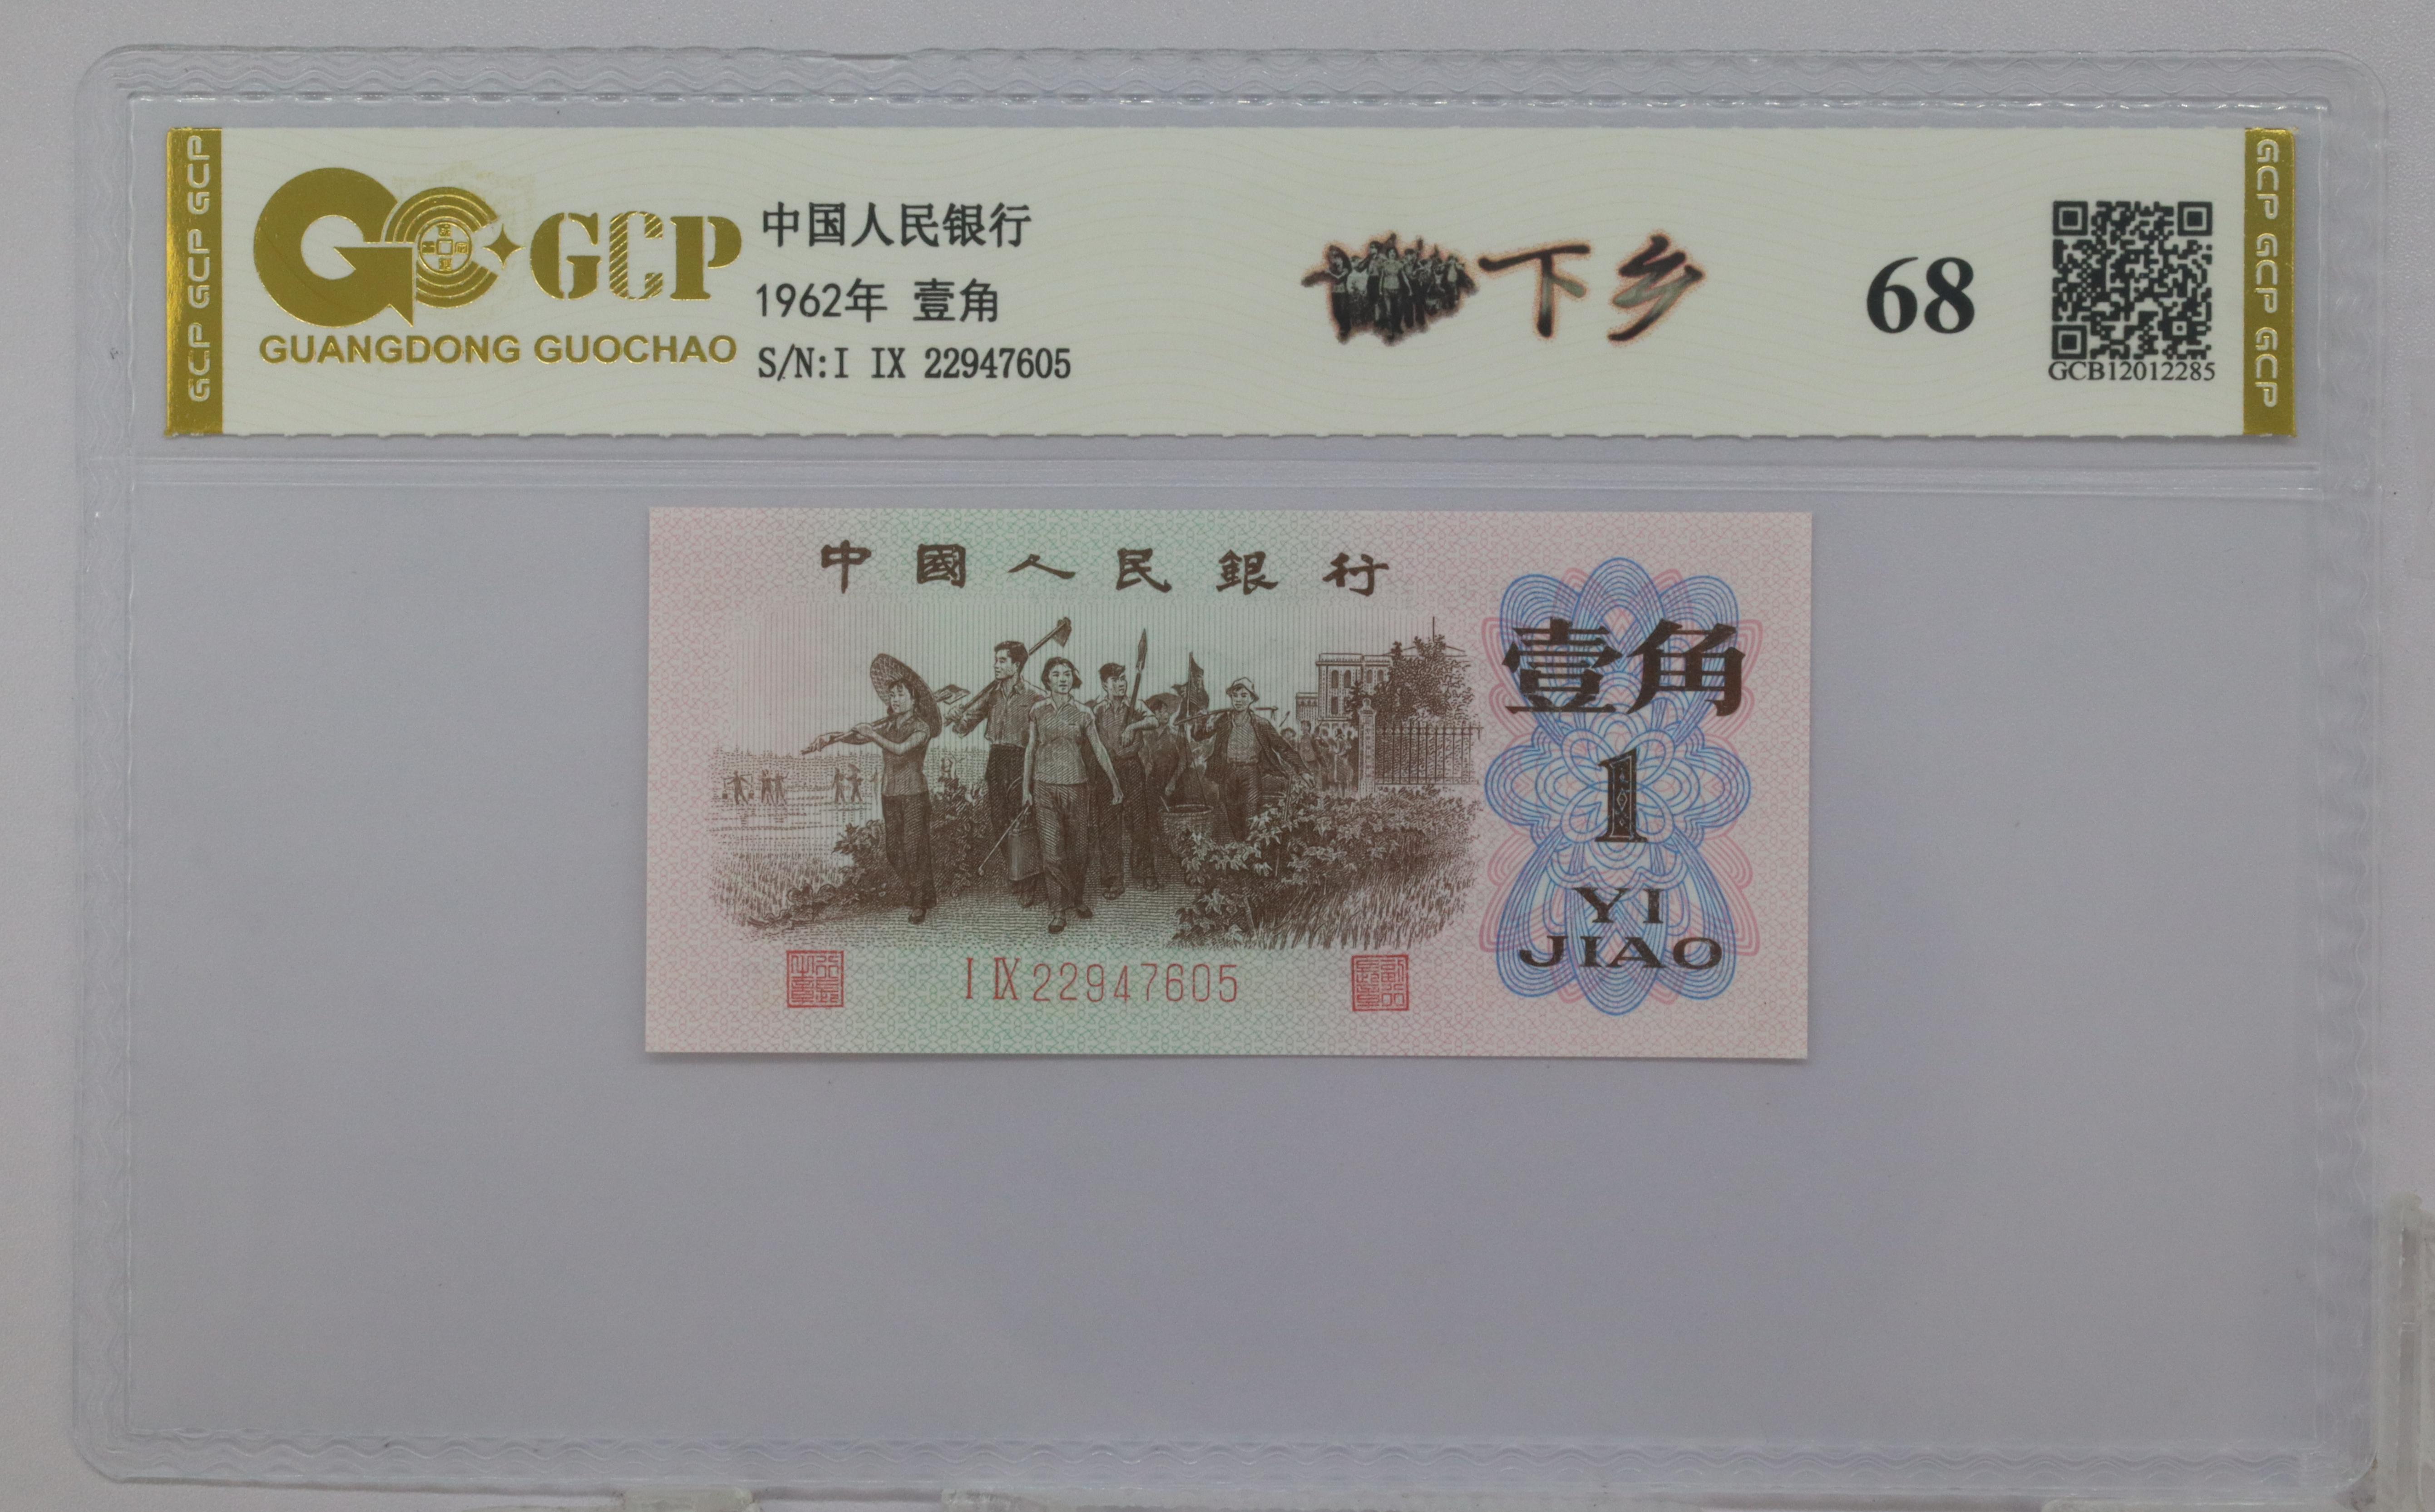 GCP GCP GCP
GCP
GUANGDONG GUOCHAO
中国人民银行
1962年 壹角
S/N:I IX 22947605
下乡
68
GCB12012285
GCP GCP GCP
中國人民銀行
壹角
1
YI
JIAO
I IX 22947605